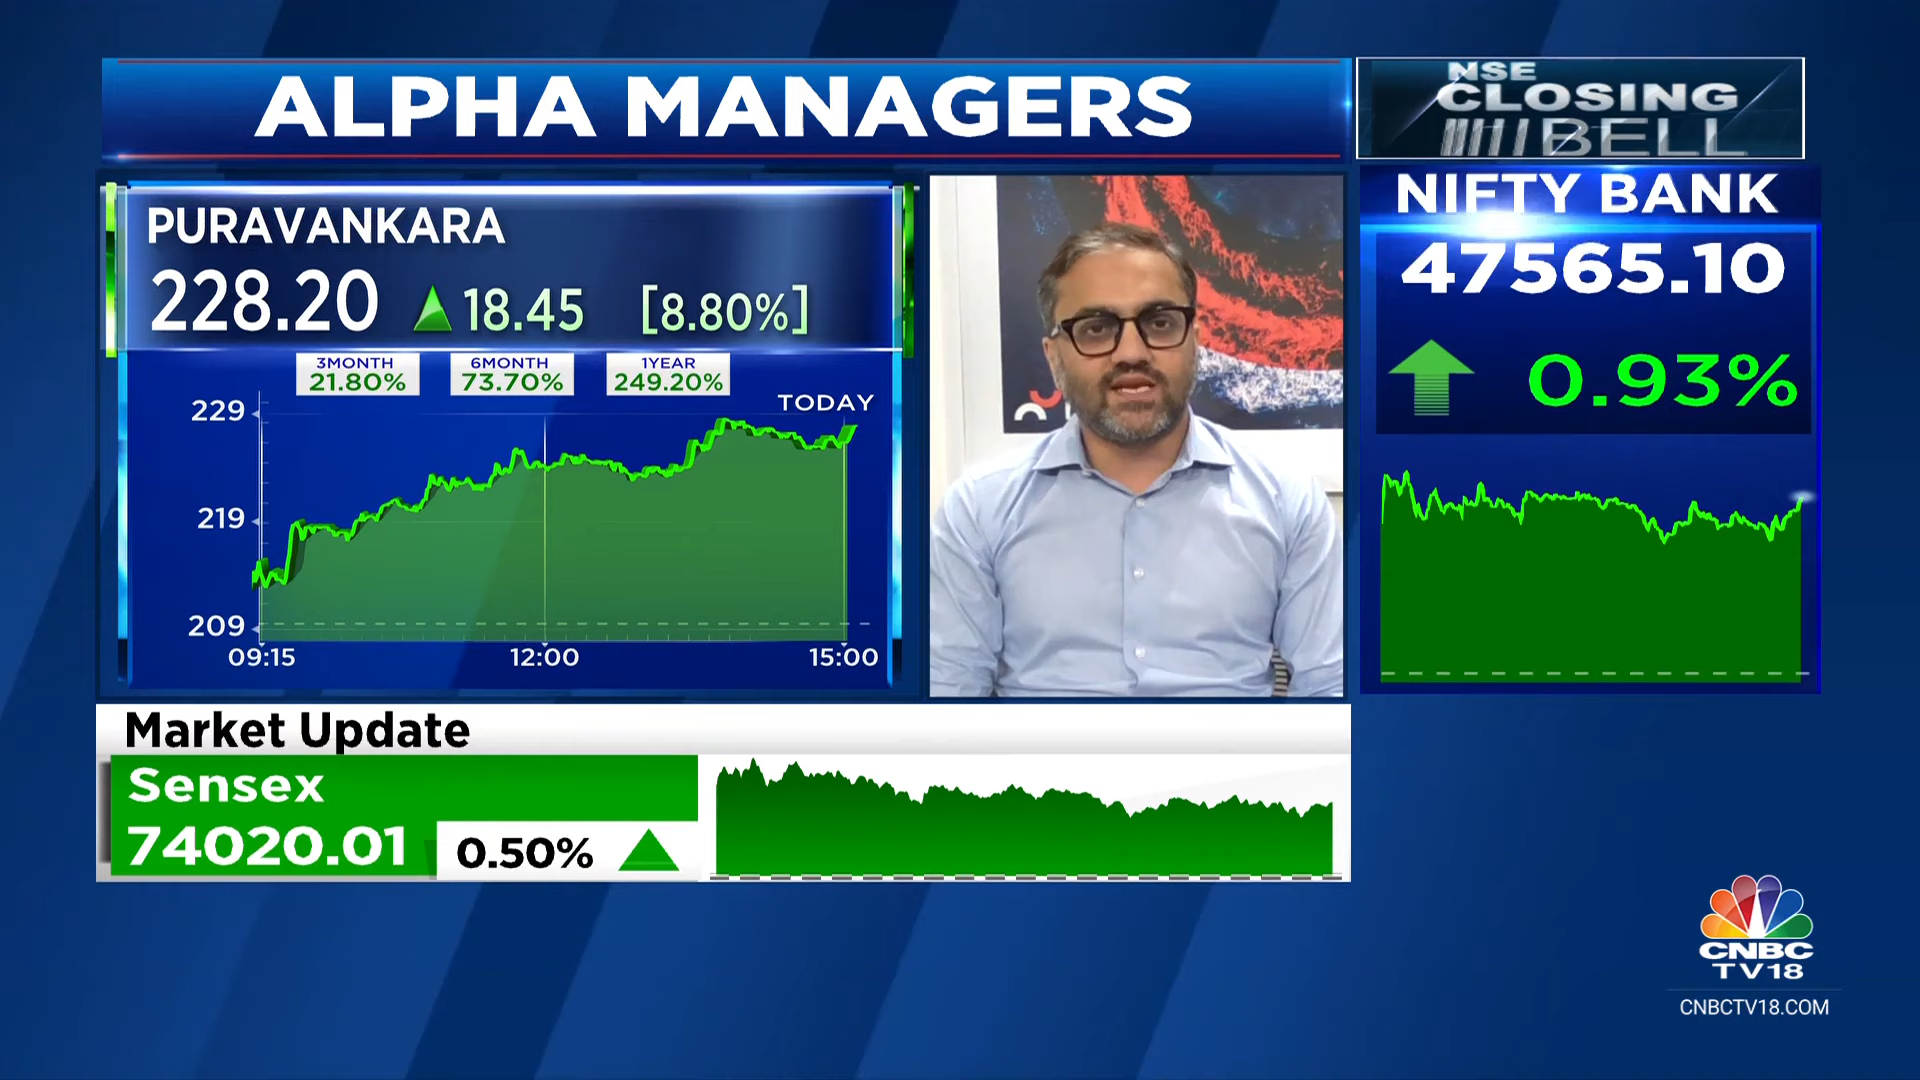 ALPHA MANAGERS
NSE
CLOSING
BELL
PURAVANKARA
228.20 ▲ 18.45 [8.80%]
3MONTH
21.80%
6MONTH
73.70%
1YEAR
249.20%
TODAY
229
219
209
09:15 12:00 15:00
NIFTY BANK
47565.10
0.93%
Market Update
Sensex
74020.01 0.50%
CNBC
TV18
CNBCTV18.COM